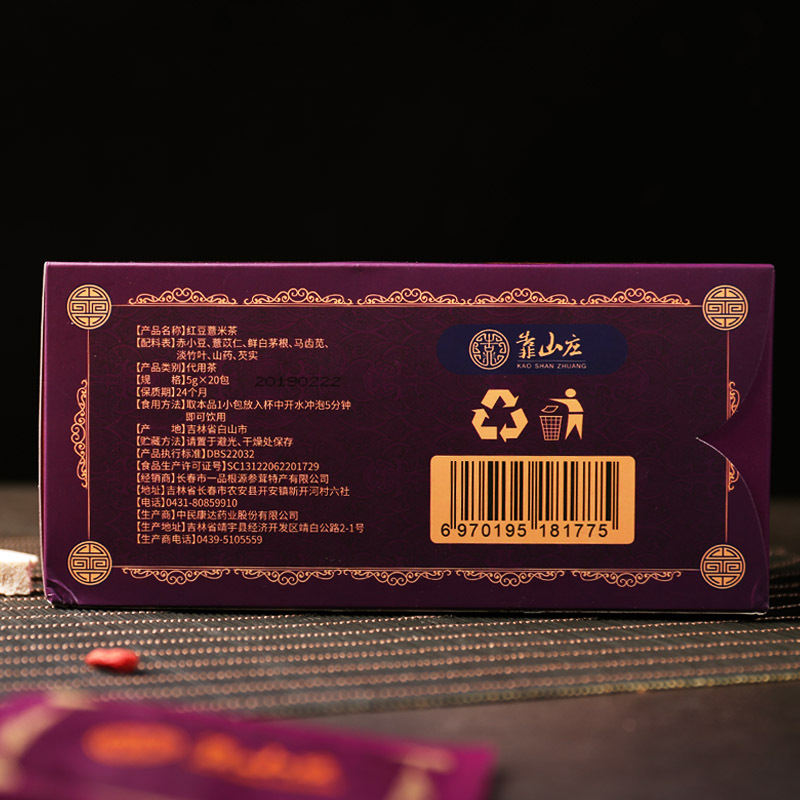 【产品名称】红豆薏米茶
【配料表】赤小豆、薏苡仁、鲜白茅根、马齿苋、
淡竹叶、山药、芡实
【产品类别】代用茶
【规 格】5g×20包
20190222
【保质期】24个月
【食用方法】取本品1小包放入杯中开水冲泡5分钟
即可饮用
【产 地】吉林省白山市
【贮藏方法】请置于避光、干燥处保存
【产品执行标准】DBS22032
【食品生产许可证号】SC13122062201729
【经销商】长春市一品根源参茸特产有限公司
【地址】吉林省长春市农安县开安镇新开河村六社
【电话】0431-80859910
【生产商】中民康达药业股份有限公司
【生产地址】吉林省靖宇县经济开发区靖白公路2-1号
【生产商电话】0439-5105559
靠山庄
KAO SHAN ZHUANG
6 970195 181775